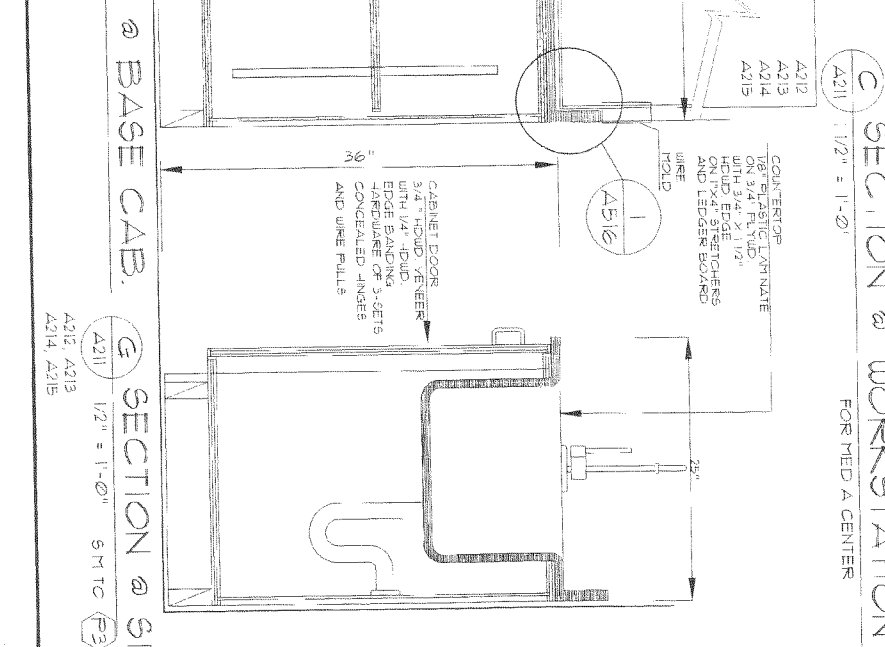 @ BASE CAB.
C
A211
SECTION @ WORKSTATION
1/2" = 1'-0"
FOR MEDIA CENTER
A212
A213
A214
A215
COUNTERTOP
1/8" PLASTIC LAMINATE
ON 3/4" PLYWD.
WITH 3/4" X 1 1/2"
HDWD. EDGE
ON 1"X4" STRETCHERS
AND LEDGER BOARD
WIRE
MOLD
1
A516
36"
CABINET DOOR
3/4" HDWD. VENEER
WITH 1/4" HDWD.
EDGE BANDING
HARDWARE OF 3-SETS
CONCEALED HINGES
AND WIRE PULLS
25"
G
A211
SECTION @ SI
1/2" = 1'-0"
SIM TO
P3
A212, A213
A214, A215